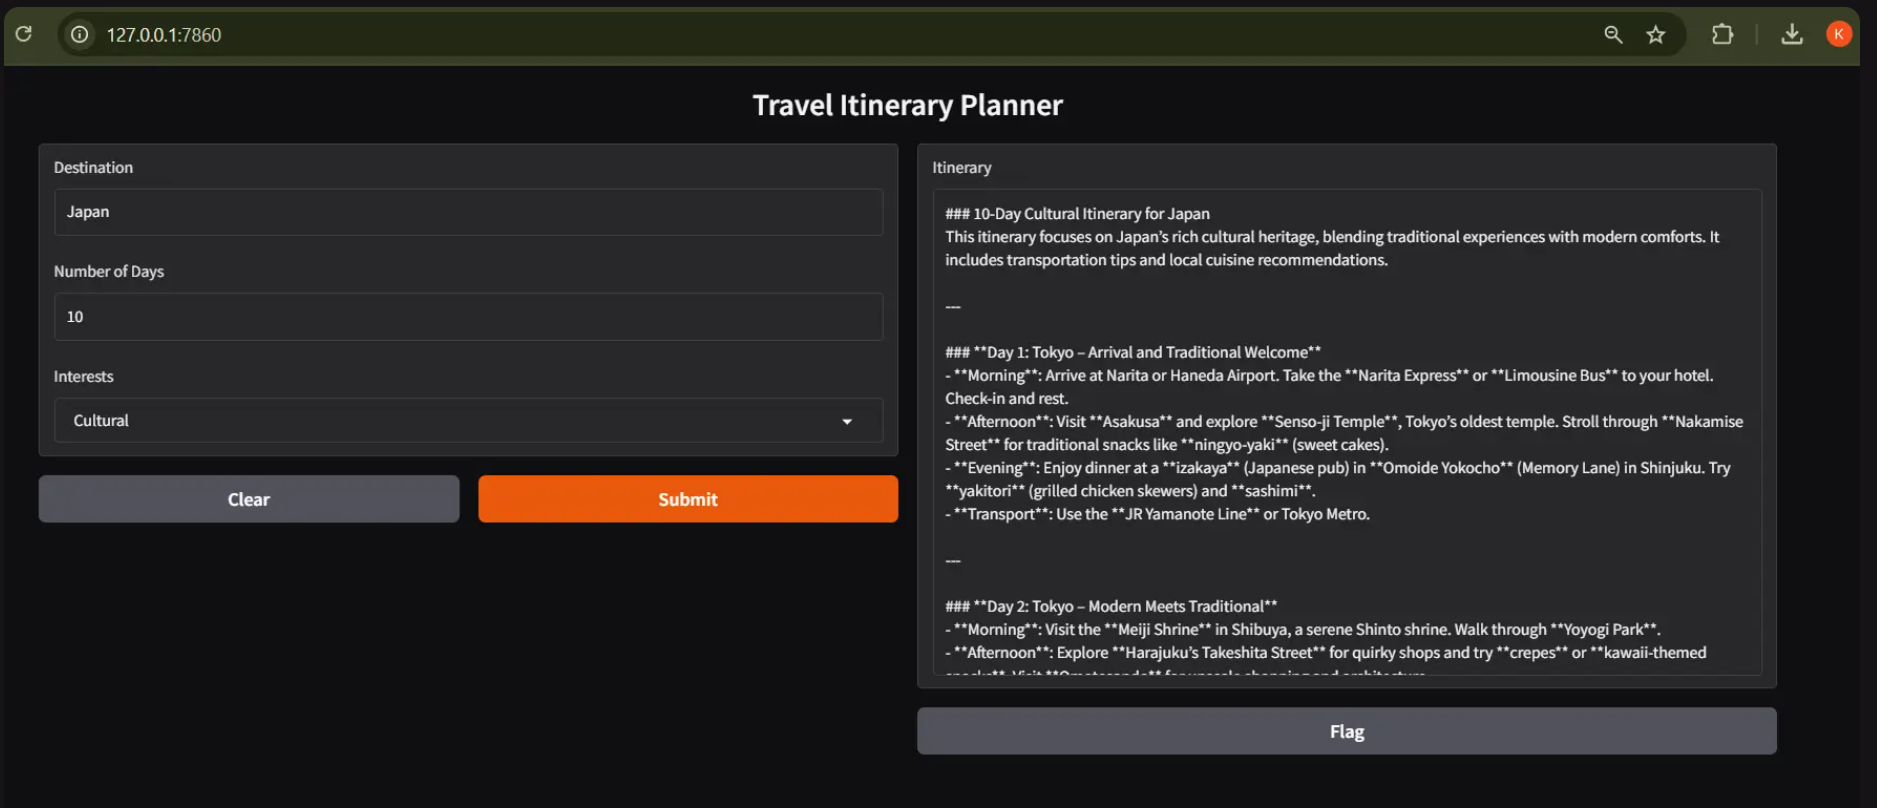 127.0.0.1:7860
K
Travel Itinerary Planner
Destination
Japan
Number of Days
10
Interests
Cultural
Clear
Submit
Itinerary
### 10-Day Cultural Itinerary for Japan
This itinerary focuses on Japan’s rich cultural heritage, blending traditional experiences with modern comforts. It
includes transportation tips and local cuisine recommendations.
---
### **Day 1: Tokyo – Arrival and Traditional Welcome**
- **Morning**: Arrive at Narita or Haneda Airport. Take the **Narita Express** or **Limousine Bus** to your hotel.
Check-in and rest.
- **Afternoon**: Visit **Asakusa** and explore **Senso-ji Temple**, Tokyo’s oldest temple. Stroll through **Nakamise
Street** for traditional snacks like **ningyo-yaki** (sweet cakes).
- **Evening**: Enjoy dinner at a **izakaya** (Japanese pub) in **Omoide Yokocho** (Memory Lane) in Shinjuku. Try
**yakitori** (grilled chicken skewers) and **sashimi**.
- **Transport**: Use the **JR Yamanote Line** or Tokyo Metro.
---
### **Day 2: Tokyo – Modern Meets Traditional**
- **Morning**: Visit the **Meiji Shrine** in Shibuya, a serene Shinto shrine. Walk through **Yoyogi Park**.
- **Afternoon**: Explore **Harajuku’s Takeshita Street** for quirky shops and try **crepes** or **kawaii-themed
Flag